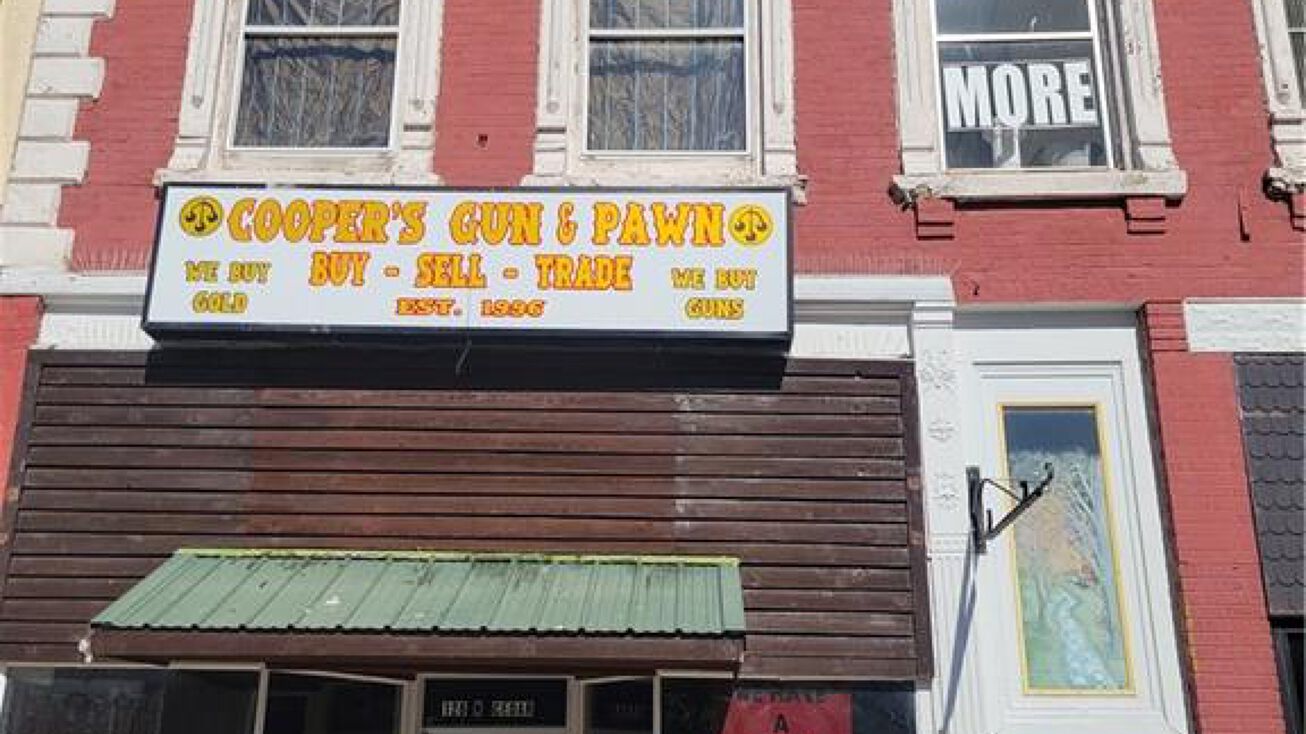 MORE
COOPER'S GUN & PAWN
BUY - SELL - TRADE
EST. 1996
WE BUY
GOLD
WE BUY
GUNS
A